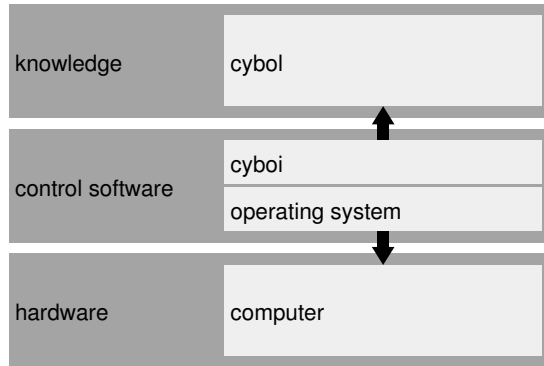 knowledge
cybol
control software
cyboi
operating system
hardware
computer